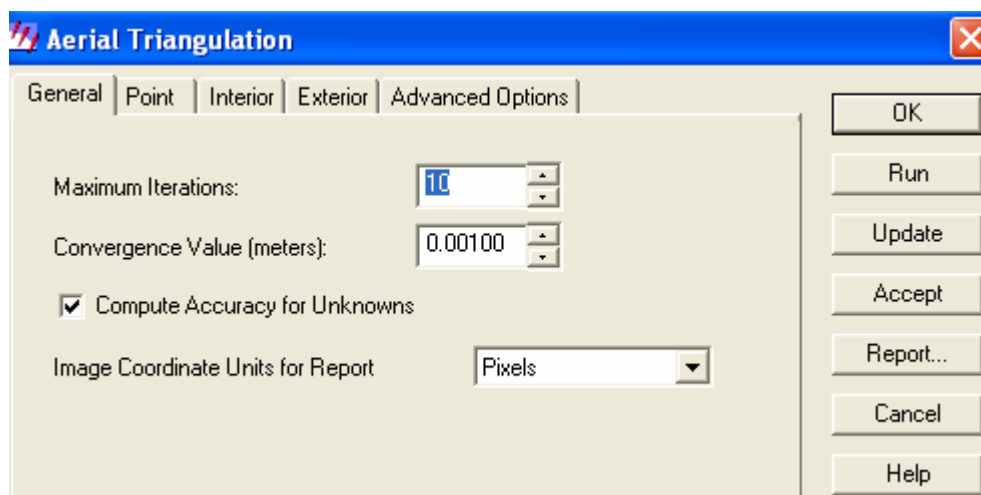 Aerial Triangulation
General Point Interior Exterior Advanced Options
Maximum Iterations: 10
Convergence Value (meters): 0.00100
Compute Accuracy for Unknowns
Image Coordinate Units for Report Pixels
OK
Run
Update
Accept
Report...
Cancel
Help